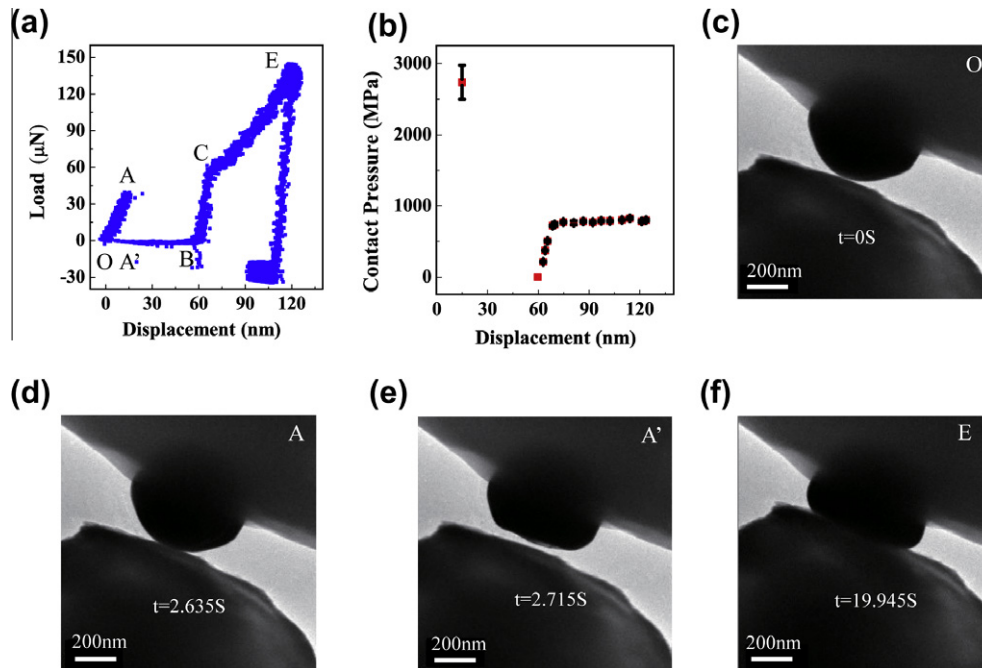 (a)
Load (μN)
150
120
90
60
30
0
-30
E
C
A
O
A'
B
0
30
60
90
120
Displacement (nm)
(b)
Contact Pressure (MPa)
3000
2000
1000
0
0
30
60
90
120
Displacement (nm)
(c)
O
t=0S
200nm
(d)
A
t=2.635S
200nm
(e)
A'
t=2.715S
200nm
(f)
E
t=19.945S
200nm